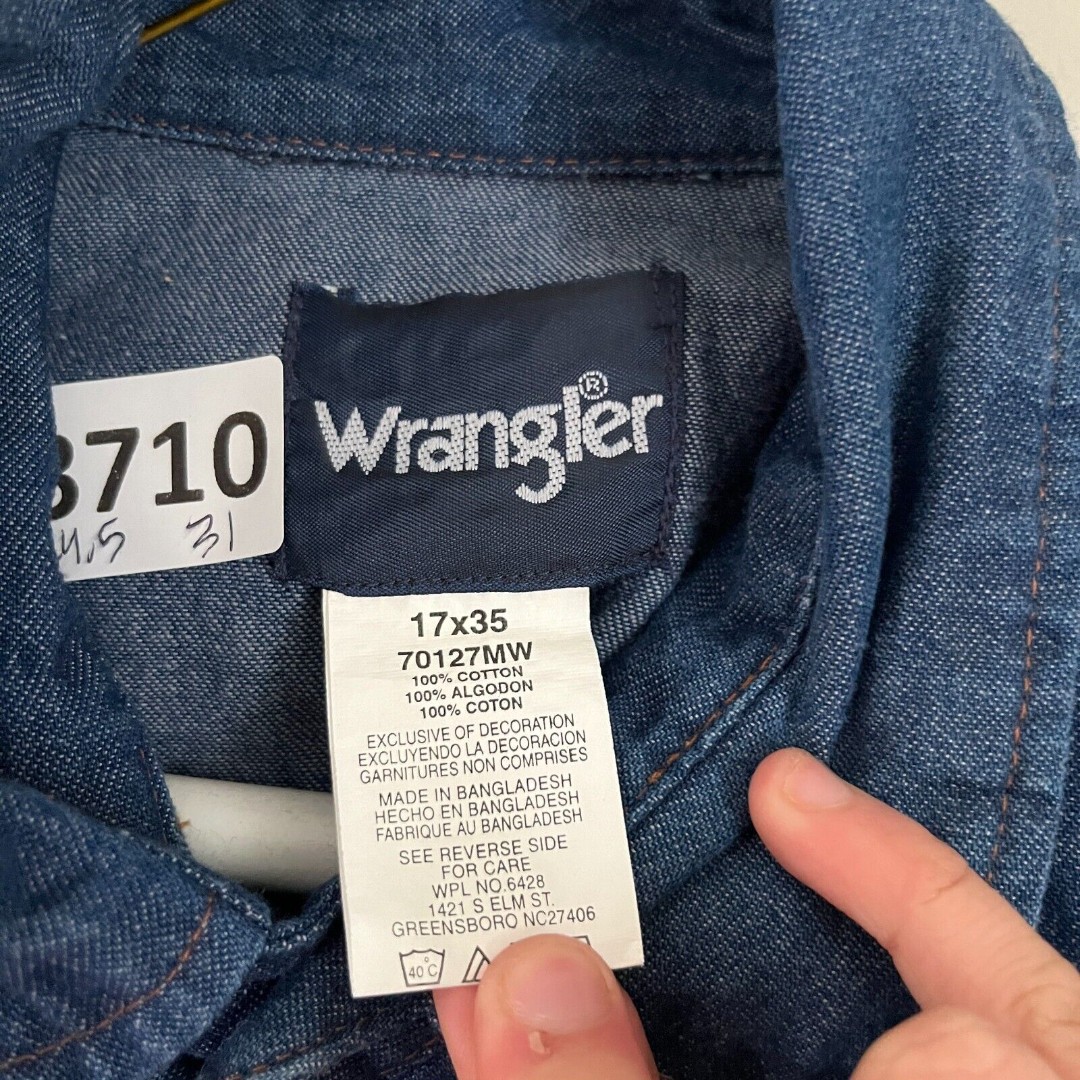 Wrangler®
3710
4.5 31
17x35
70127MW
100% COTTON
100% ALGODON
100% COTON
EXCLUSIVE OF DECORATION
EXCLUYENDO LA DECORACION
GARNITURES NON COMPRISES
MADE IN BANGLADESH
HECHO EN BANGLADESH
FABRIQUE AU BANGLADESH
SEE REVERSE SIDE
FOR CARE
WPL NO.6428
1421 S ELM ST.
GREENSBORO NC27406
40°C